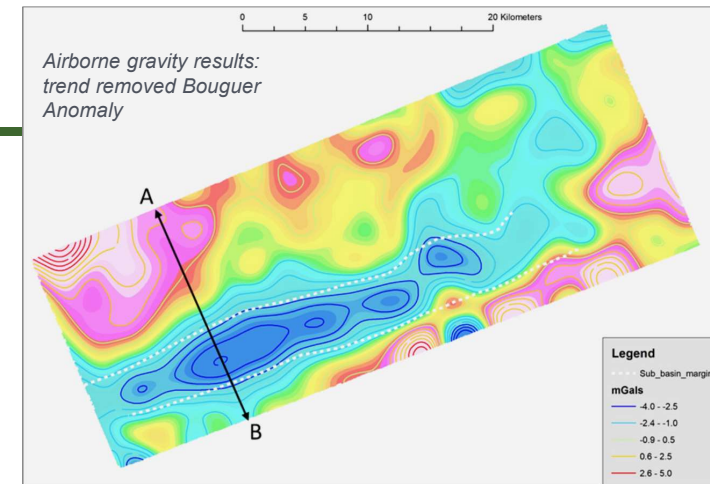 0 5 10 20 Kilometers
Airborne gravity results:
trend removed Bouguer
Anomaly
A
B
Legend
Sub_basin_margin
mGals
-4.0 - -2.5
-2.4 - -1.0
-0.9 - 0.5
0.6 - 2.5
2.6 - 5.0